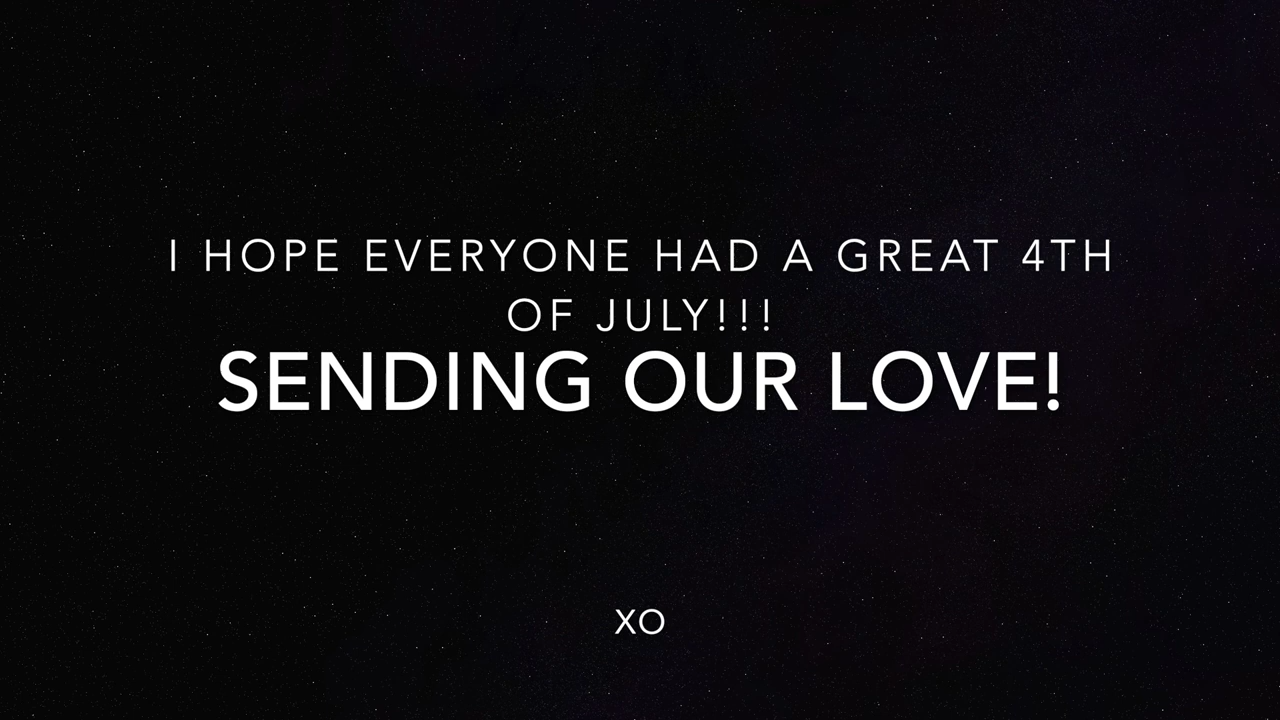 I HOPE EVERYONE HAD A GREAT 4TH
OF JULY!!!
SENDING OUR LOVE!
XO